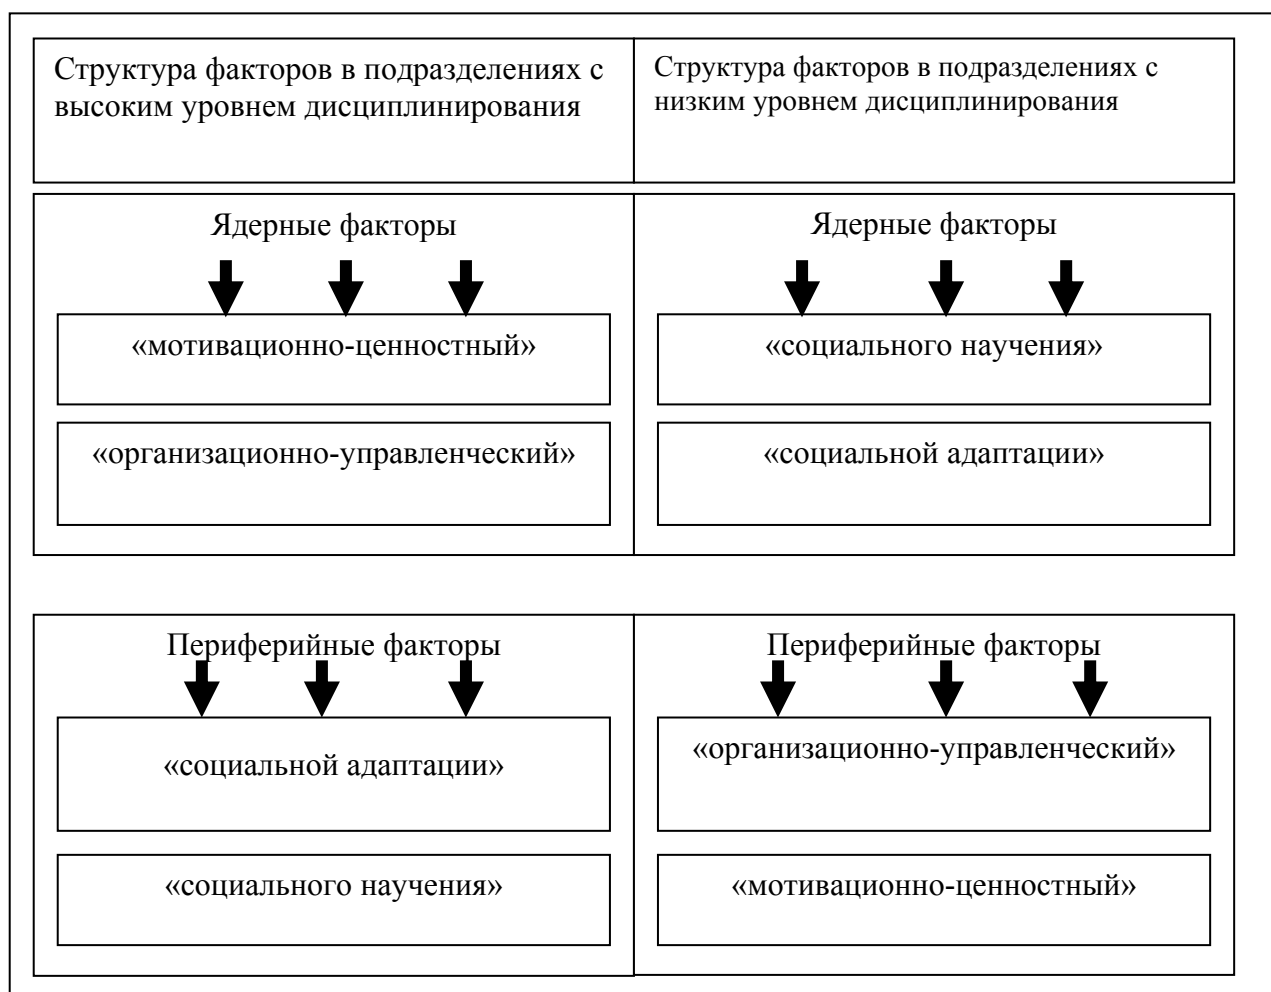 Структура факторов в подразделениях с
высоким уровнем дисциплинирования
Структура факторов в подразделениях с
низким уровнем дисциплинирования
Ядерные факторы
«мотивационно-ценностный»
«организационно-управленческий»
Ядерные факторы
«социального научения»
«социальной адаптации»
Периферийные факторы
«социальной адаптации»
«социального научения»
Периферийные факторы
«организационно-управленческий»
«мотивационно-ценностный»